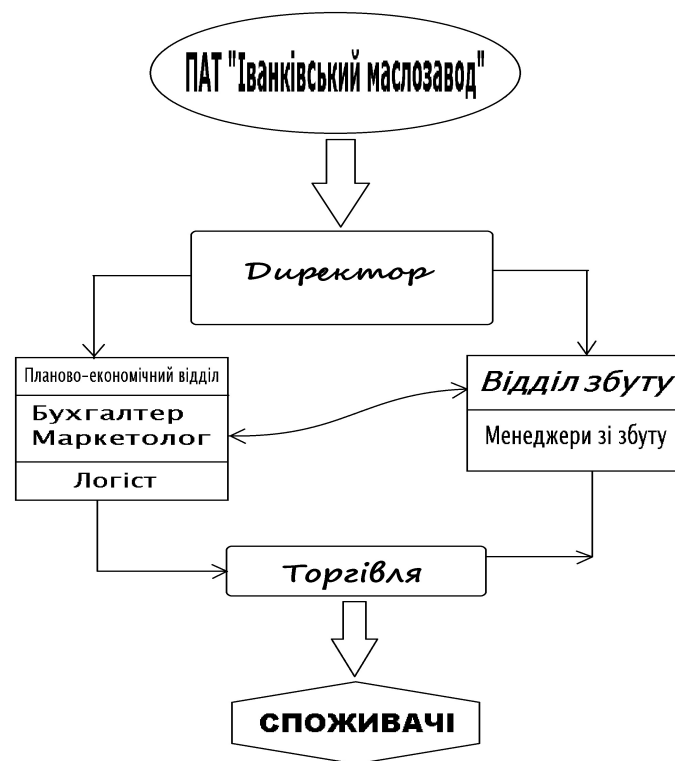 ПАТ "Іванківський маслозавод"
Директор
Планово-економічний відділ
Бухгалтер
Маркетолог
Логіст
Відділ збуту
Менеджери зі збуту
Торгівля
СПОЖИВАЧІ